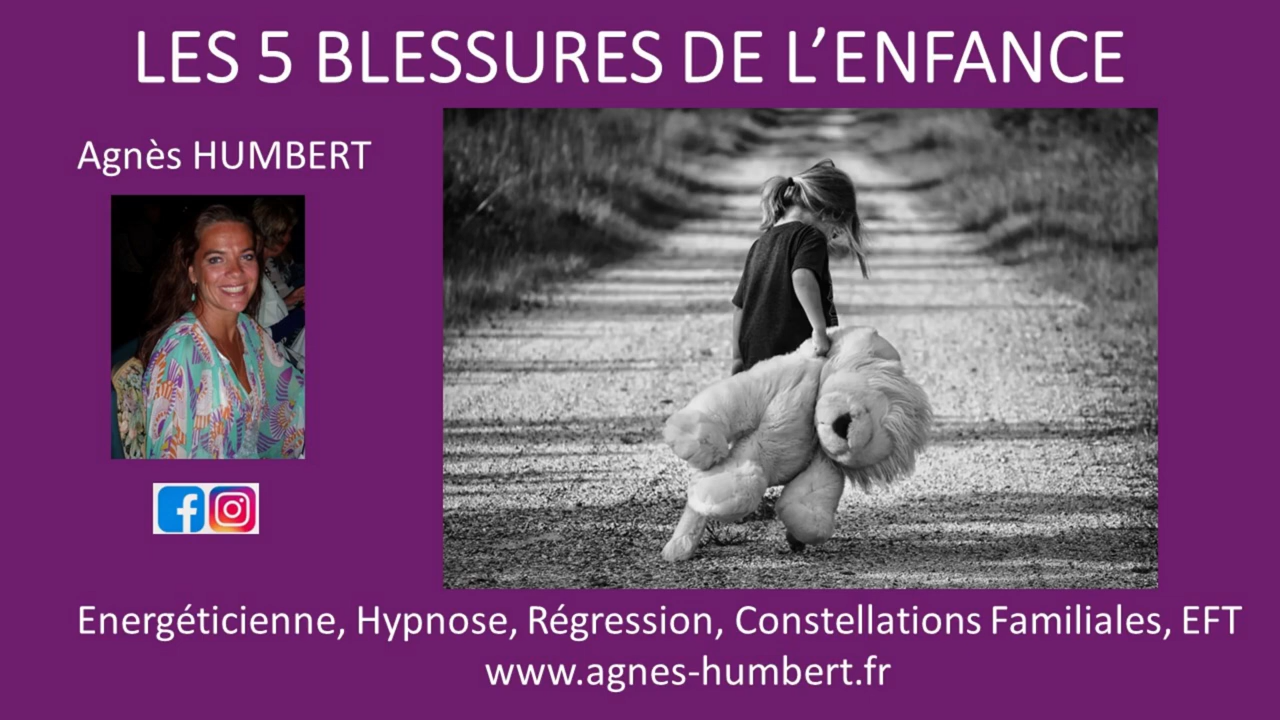 LES 5 BLESSURES DE L’ENFANCE
Agnès HUMBERT
Energéticienne, Hypnose, Régression, Constellations Familiales, EFT
www.agnes-humbert.fr